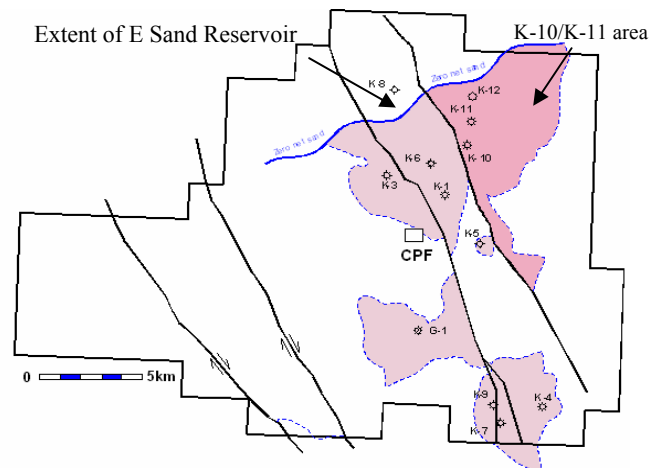 Extent of E Sand Reservoir
K-10/K-11 area
Zero net sand
K-8
K-12
K-11
Zero net sand
K-6
K-10
K-3
K-1
K-5
CPF
G-1
0 5km
K-9
K-4
K-7